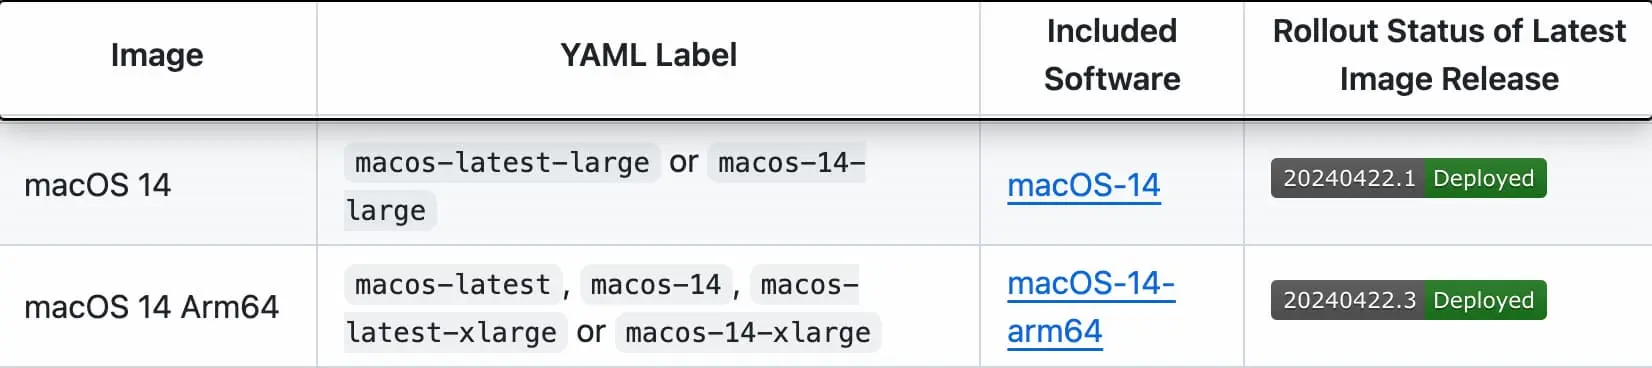 Image
YAML Label
Included
Software
Rollout Status of Latest
Image Release
macOS 14
macos-latest-large or macos-14-
large
macOS-14
20240422.1 Deployed
macOS 14 Arm64
macos-latest, macos-14, macos-
latest-xlarge or macos-14-xlarge
macOS-14-
arm64
20240422.3 Deployed